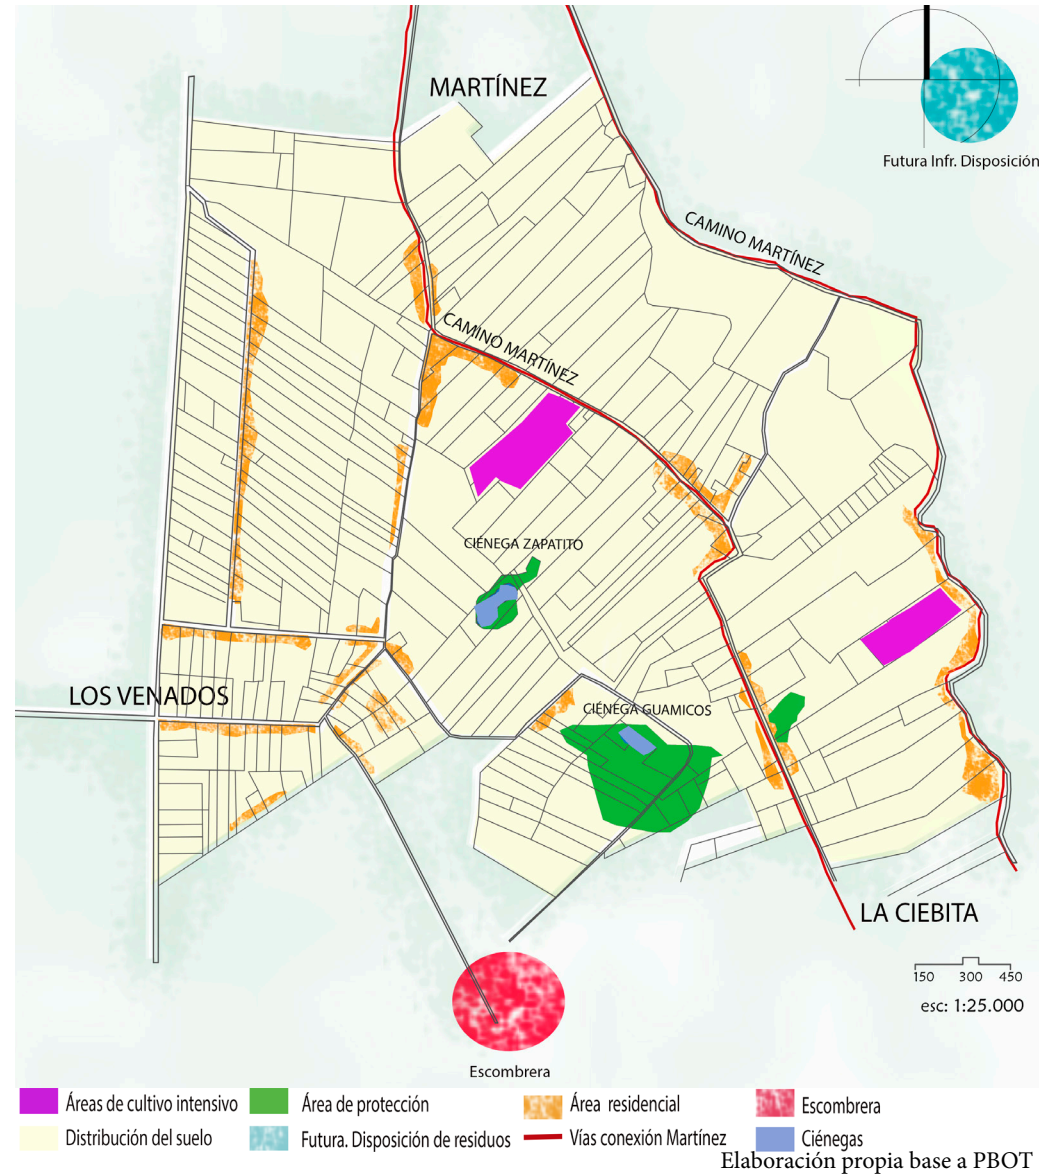 MARTÍNEZ
Futura Infr. Disposición
CAMINO MARTÍNEZ
CAMINO MARTÍNEZ
CIÉNEGA ZAPATITO
LOS VENADOS
CIÉNEGA GUAMICOS
LA CIEBITA
150 300 450
esc: 1:25.000
Escombrera
Áreas de cultivo intensivo
Área de protección
Área residencial
Escombrera
Distribución del suelo
Futura. Disposición de residuos
Vías conexión Martínez
Ciénegas
Elaboración propia base a PBOT